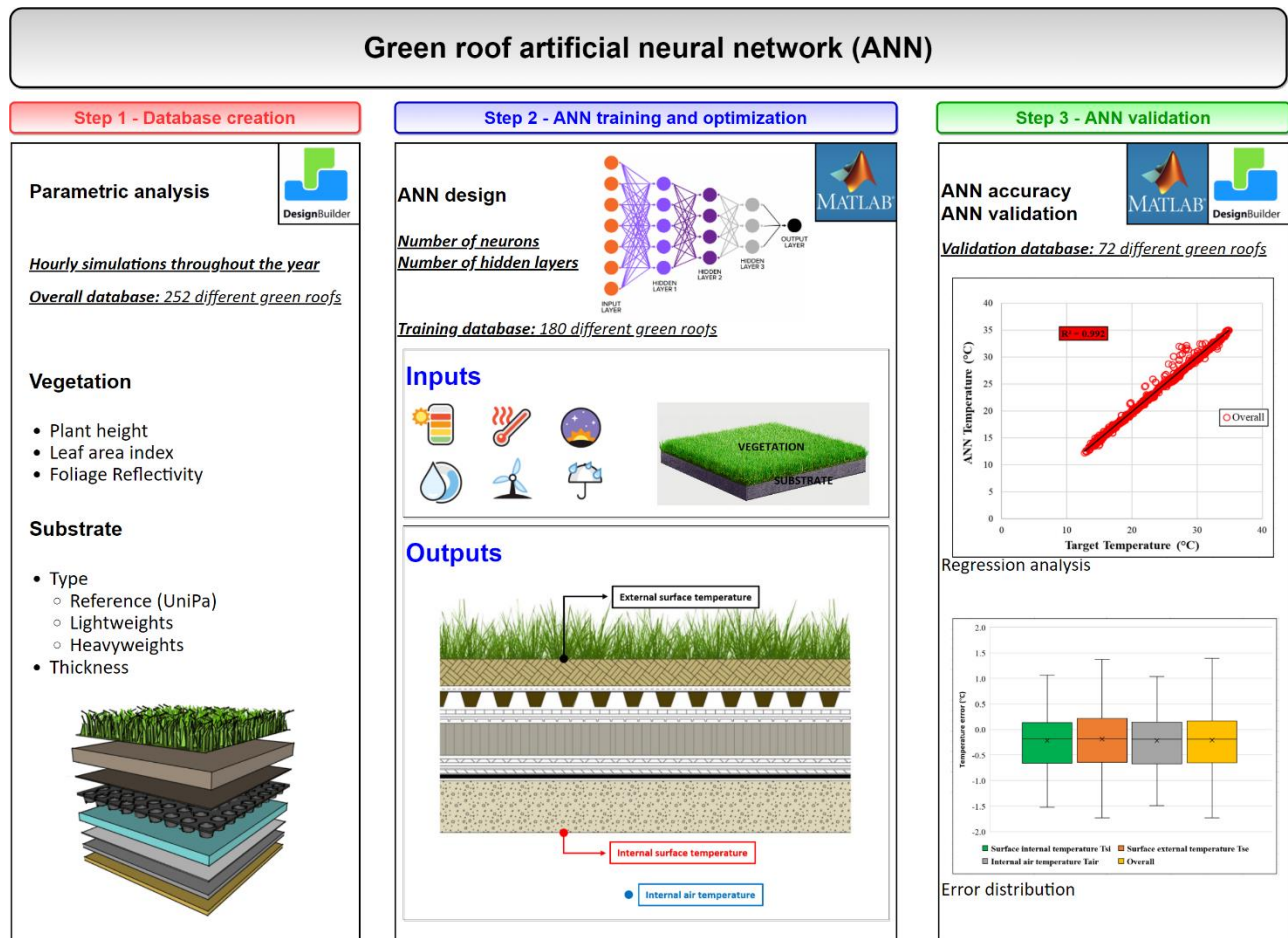 Green roof artificial neural network (ANN)
Step 1 - Database creation
DesignBuilder
Parametric analysis
Hourly simulations throughout the year
Overall database: 252 different green roofs
Vegetation
• Plant height
• Leaf area index
• Foliage Reflectivity
Substrate
• Type
○ Reference (UniPa)
○ Lightweights
○ Heavyweights
• Thickness
Step 2 - ANN training and optimization
ANN design
Number of neurons
Number of hidden layers
INPUT
LAYER
HIDDEN
LAYER 1
HIDDEN
LAYER 2
HIDDEN
LAYER 3
OUTPUT
LAYER
MATLAB
Training database: 180 different green roofs
Inputs
VEGETATION
SUBSTRATE
Outputs
External surface temperature
Internal surface temperature
Internal air temperature
Step 3 - ANN validation
ANN accuracy
ANN validation
MATLAB
DesignBuilder
Validation database: 72 different green roofs
40
35
30
25
20
15
10
5
0
ANN Temperature (°C)
R² = 0.992
Overall
0 10 20 30 40
Target Temperature (°C)
Regression analysis
2.0
1.5
1.0
0.5
0.0
-0.5
-1.0
-1.5
-2.0
Temperature error (°C)
Surface internal temperature Tsi
Surface external temperature Tse
Internal air temperature Tair
Overall
Error distribution